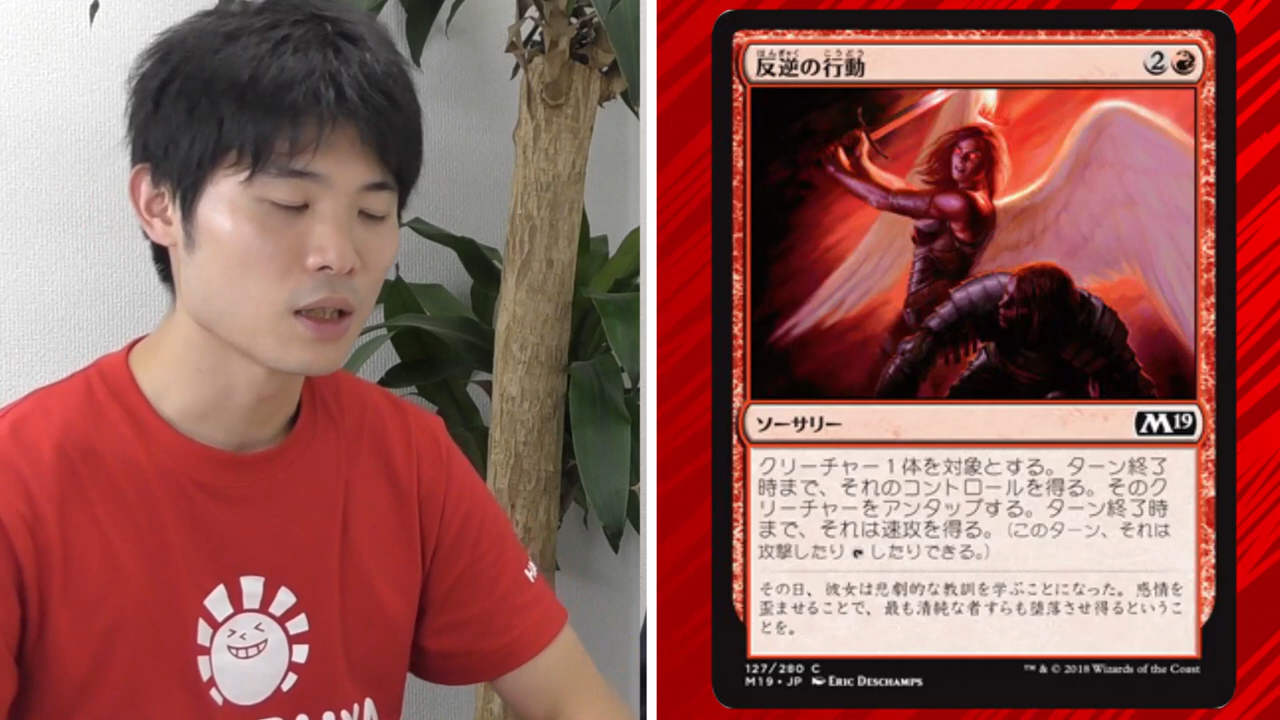 はんぎゃく こうどう
反逆の行動
2
ソーサリー
M19
クリーチャー1体を対象とする。ターン終了
時まで、それのコントロールを得る。そのク
リーチャーをアンタップする。ターン終了時
まで、それは速攻を得る。(このターン、それは
攻撃したり したりできる。)
その日、彼女は悲劇的な教訓を学ぶことになった。感情を
歪ませることで、最も清純な者すらも堕落させ得るというこ
とを。
127/280 C
M19・JP ERIC DESCHAMPS
™ & © 2018 Wizards of the Coast